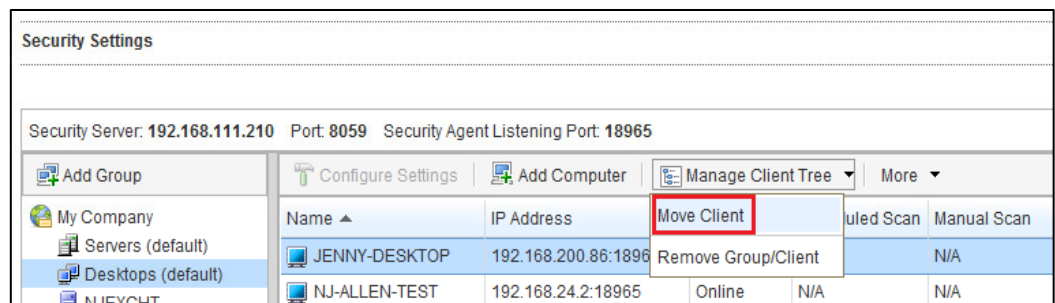 Security Settings
Security Server: 192.168.111.210 Port: 8059 Security Agent Listening Port: 18965
Add Group Configure Settings Add Computer Manage Client Tree More
My Company Name IP Address Move Client uled Scan Manual Scan
Servers (default)
JENNY-DESKTOP 192.168.200.86:1896 Remove Group/Client N/A
Desktops (default)
NJ-ALLEN-TEST 192.168.24.2:18965 Online N/A N/A